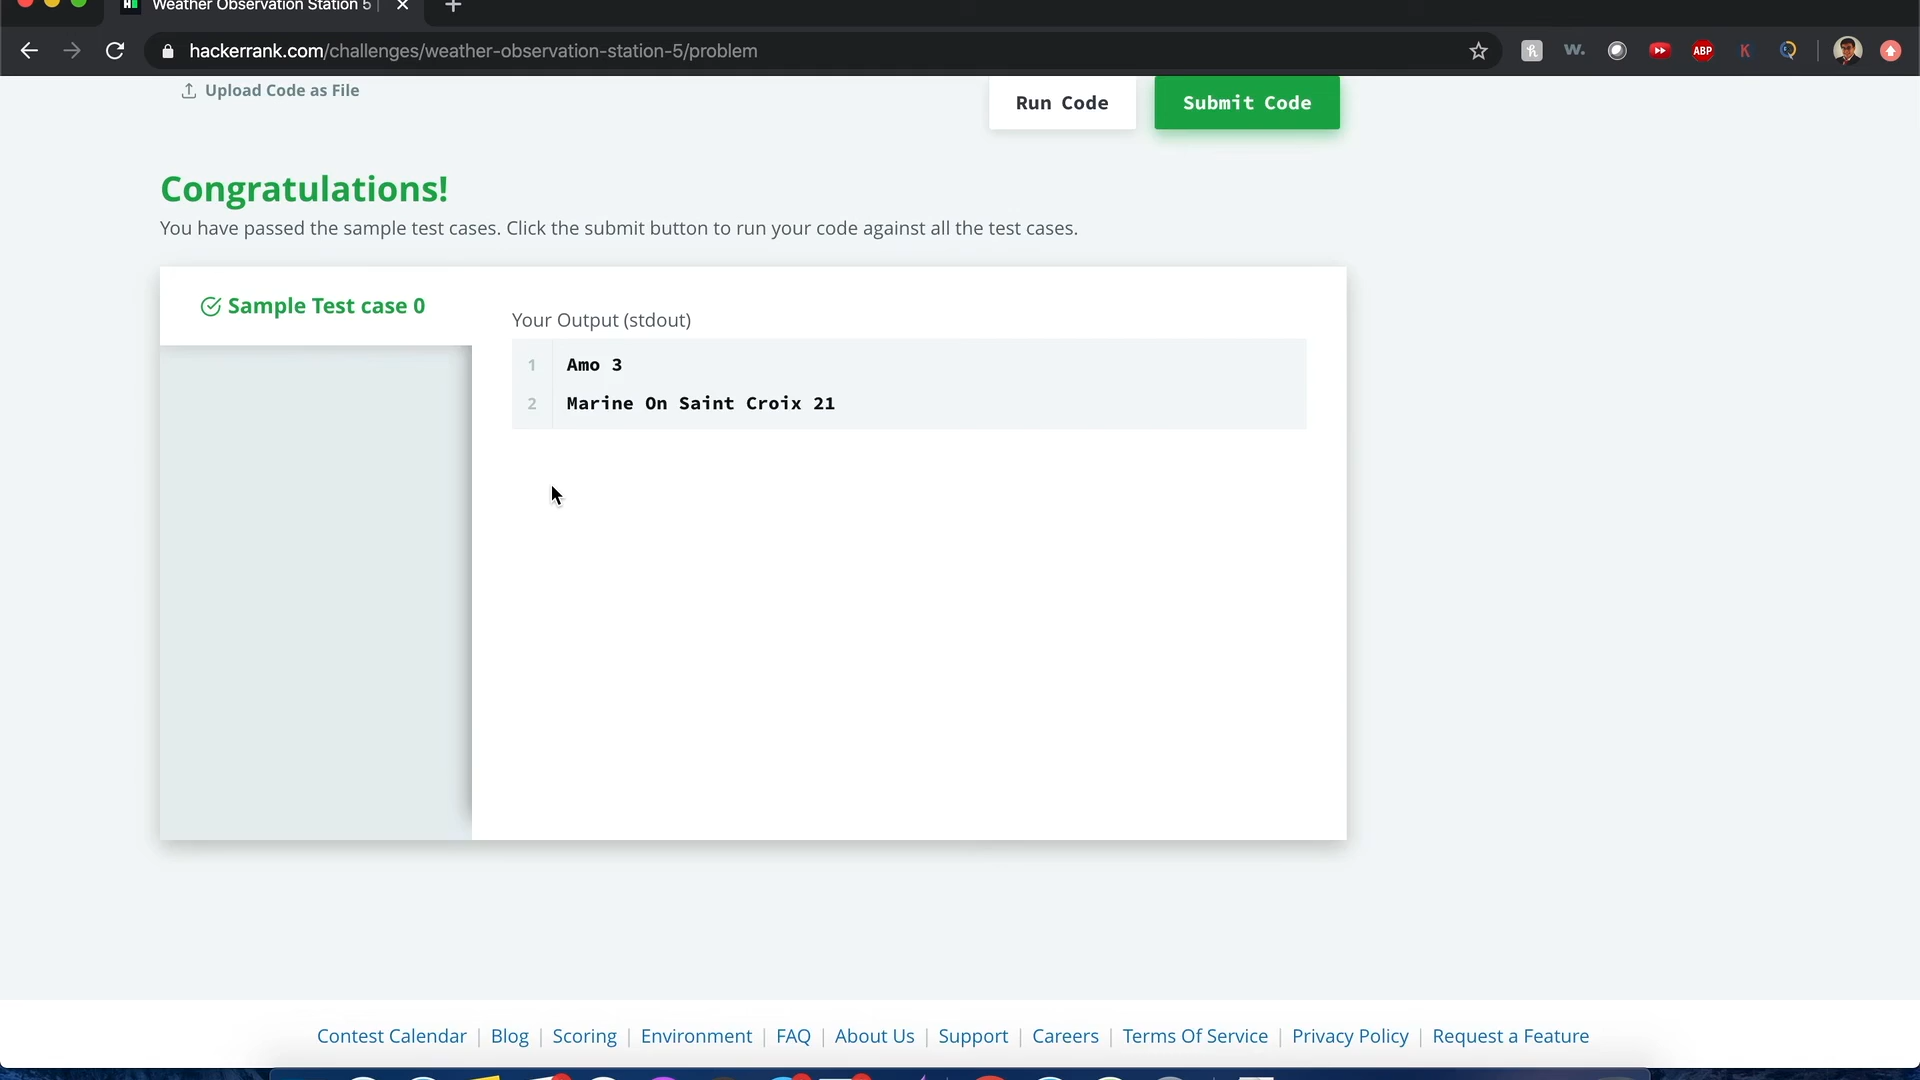 Weather Observation Station 5
hackerrank.com/challenges/weather-observation-station-5/problem
ABP
K
Upload Code as File
Run Code
Submit Code
Congratulations!
You have passed the sample test cases. Click the submit button to run your code against all the test cases.
Sample Test case 0
Your Output (stdout)
1 Amo 3
2 Marine On Saint Croix 21
Contest Calendar | Blog | Scoring | Environment | FAQ | About Us | Support | Careers | Terms Of Service | Privacy Policy | Request a Feature